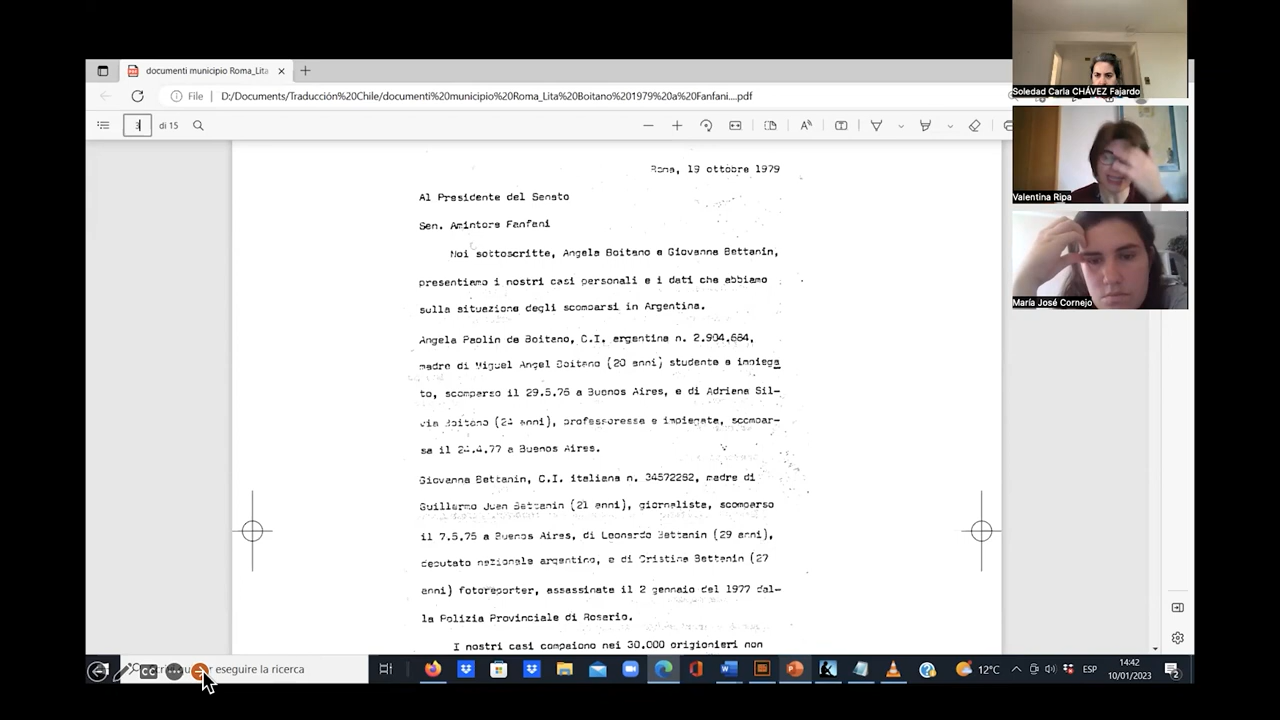 documenti municipio Roma_Lita
Soledad Carla CHÁVEZ Fajardo
File
D:/Documents/Traducción%20Chile/documenti%20municipio%20Roma_Lita%20Boitano%201979%20a%20Fanfani....pdf
3 di 15
Valentina Ripa
María José Cornejo
Roma, 19 ottobre 1979
Al Presidente del Senato
Sen. Amintore Fanfani
Noi sottoscritte, Angela Boitano e Giovanna Bettanin,
presentiamo i nostri casi personali e i dati che abbiamo
sulla situazione degli scomparsi in Argentina.
Angela Paolin de Boitano, C.I. argentina n. 2.904.664,
madre di Miguel Angel Boitano (20 anni) studente e impiega
to, scomparso il 29.5.76 a Buenos Aires, e di Adriana Sil-
via Boitano (24 anni), professoressa e impiegata, scompar-
sa il 24.4.77 a Buenos Aires.
Giovanna Bettanin, C.I. italiana n. 34572262, madre di
Guillermo Juan Bettanin (21 anni), giornalista, scomparso
il 7.5.76 a Buenos Aires, di Leonardo Bettanin (29 anni),
deputato nazionale argentino, e di Cristina Bettanin (27
anni) fotoreporter, assassinate il 2 gennaio del 1977 dal-
la Polizia Provinciale di Rosario.
I nostri casi compaiono nei 30.000 prigionieri non
CC
eseguire la ricerca
12°C
ESP
14:42
10/01/2023
2